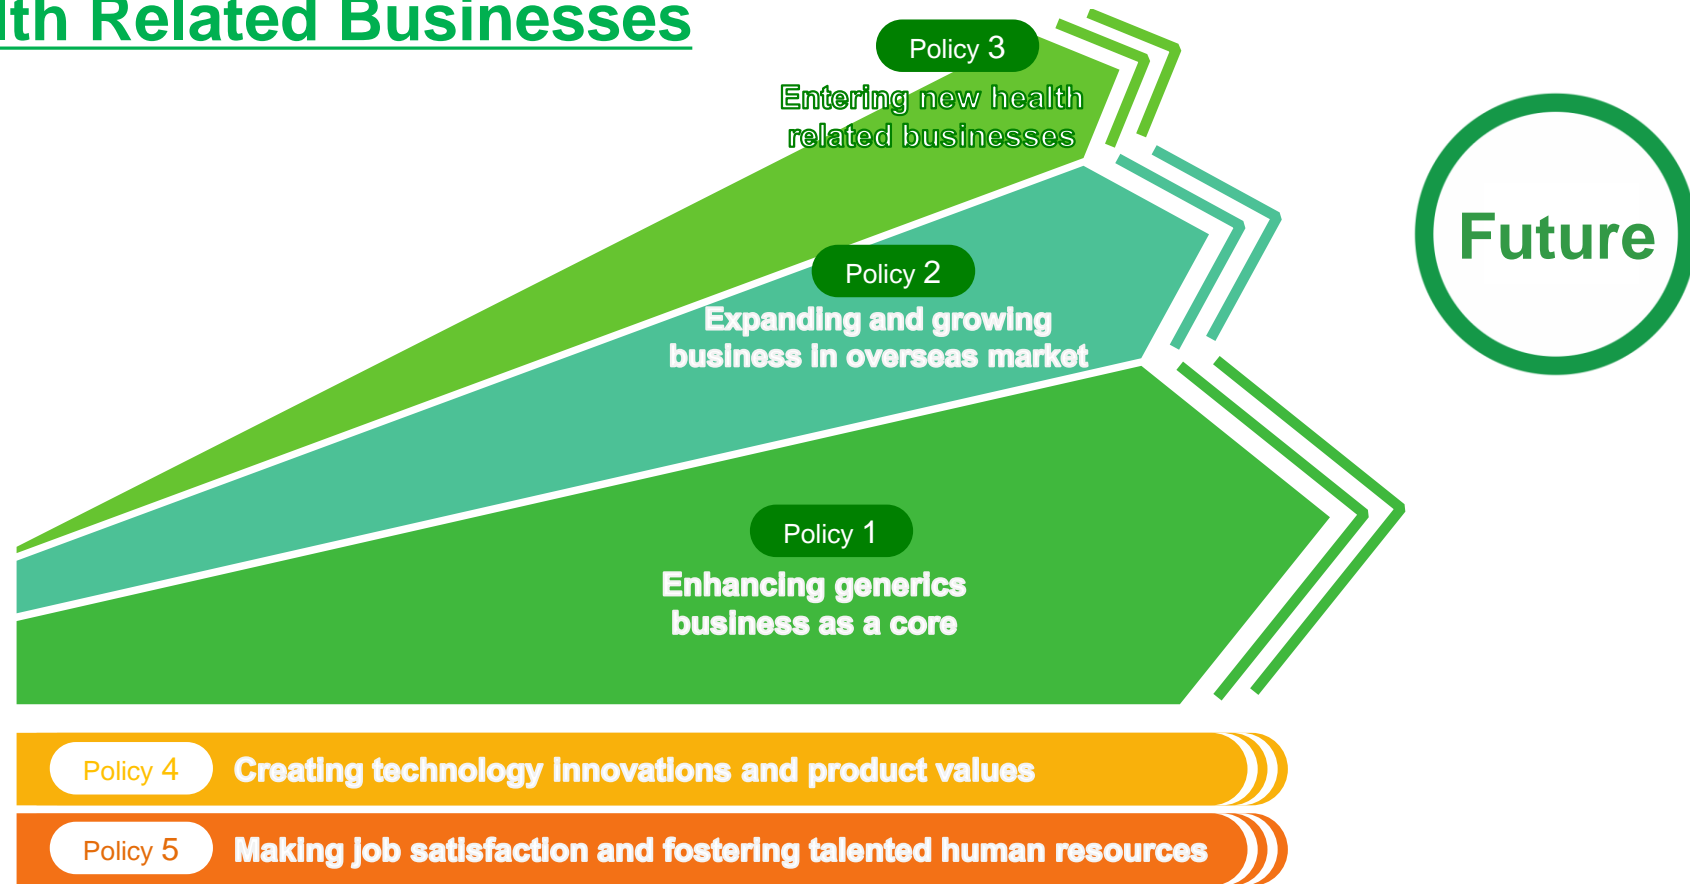 lth Related Businesses
Policy 3
Entering new health
related businesses
Future
Policy 2
Expanding and growing
business in overseas market
Policy 1
Enhancing generics
business as a core
Policy 4 Creating technology innovations and product values
Policy 5 Making job satisfaction and fostering talented human resources